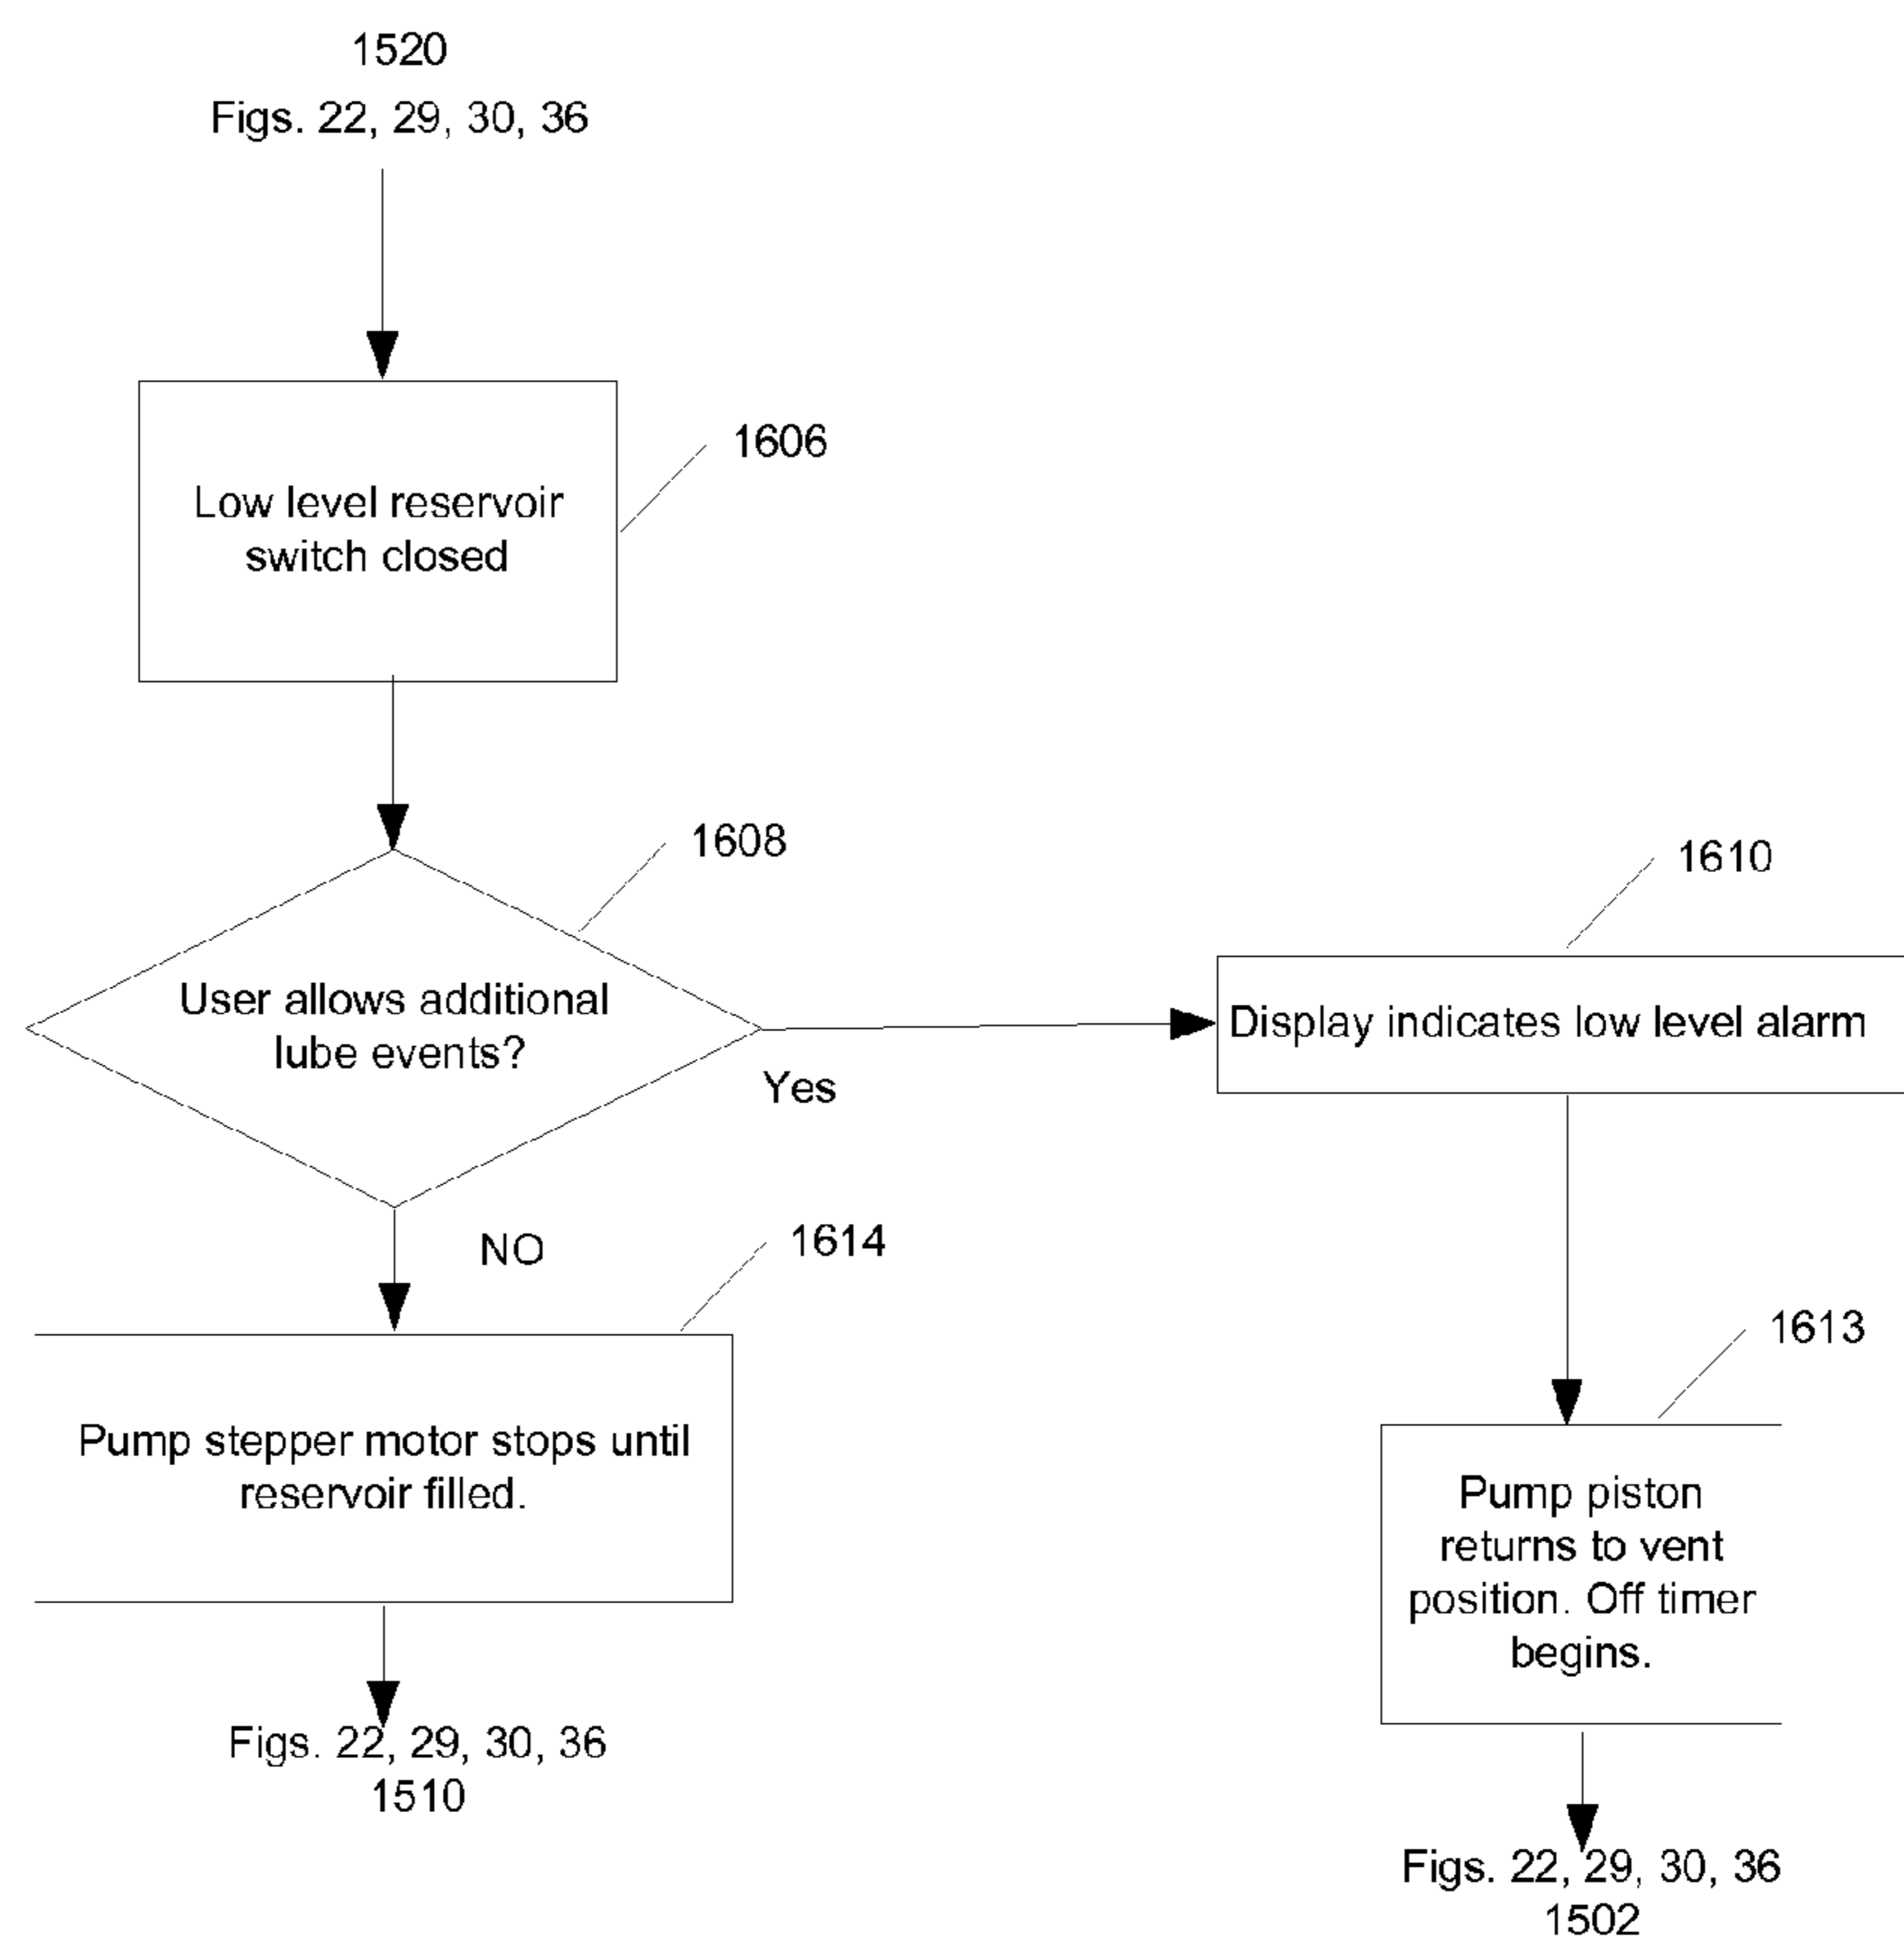 1520
Figs. 22, 29, 30, 36
1606
Low level reservoir
switch closed
1608
User allows additional
lube events?
Yes
1610
Display indicates low level alarm
NO
1614
Pump stepper motor stops until
reservoir filled.
Figs. 22, 29, 30, 36
1510
1613
Pump piston
returns to vent
position. Off timer
begins.
Figs. 22, 29, 30, 36
1502